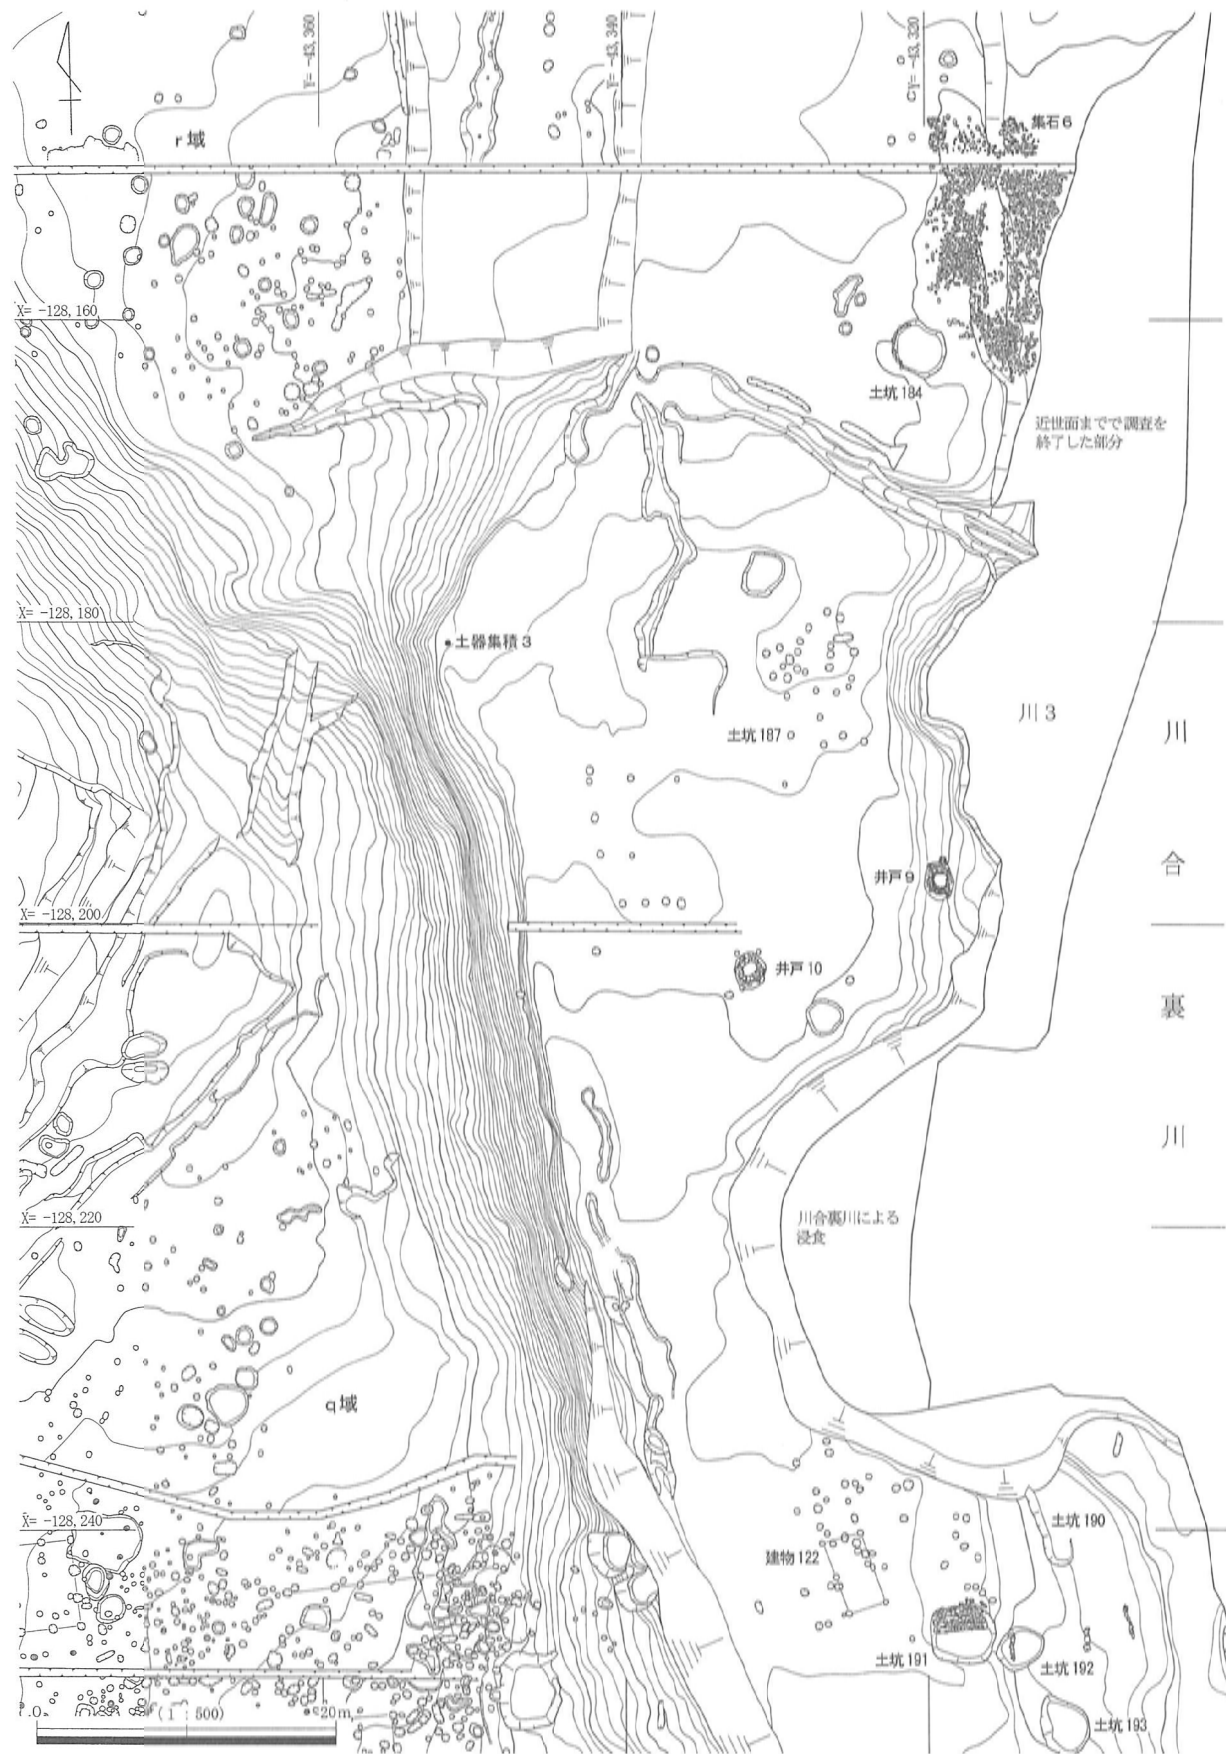 Y= -43,360
Y= -43,340
CY= -43,320
r域
集石6
X= -128,160
土坑184
近世面までで調査を
終了した部分
X= -128,180
土器集積3
川3
土坑187
川合裏川
井戸9
X= -128,200
井戸10
X= -128,220
川合裏川による
浸食
q域
X= -128,240
土坑190
建物122
土坑191
土坑192
土坑193
0 (1:500) 20m